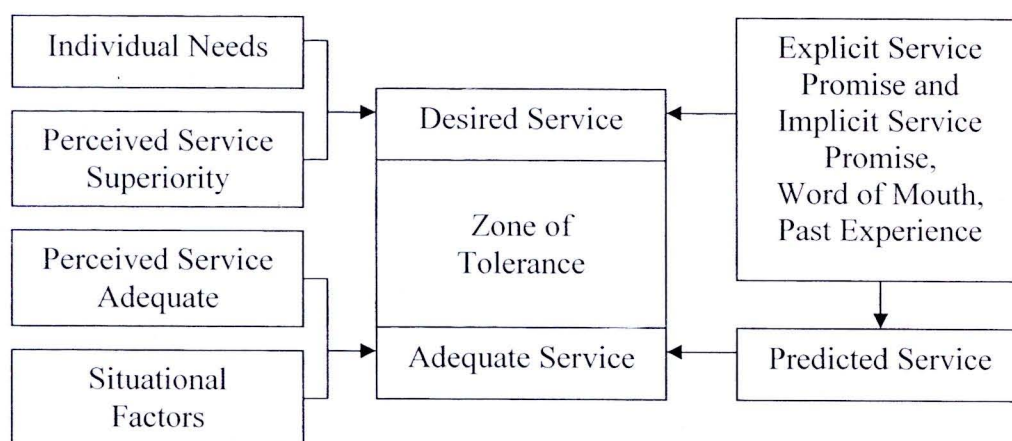 Individual Needs
Perceived Service
Superiority
Perceived Service
Adequate
Situational
Factors
Desired Service
Zone of
Tolerance
Adequate Service
Explicit Service
Promise and
Implicit Service
Promise,
Word of Mouth,
Past Experience
Predicted Service